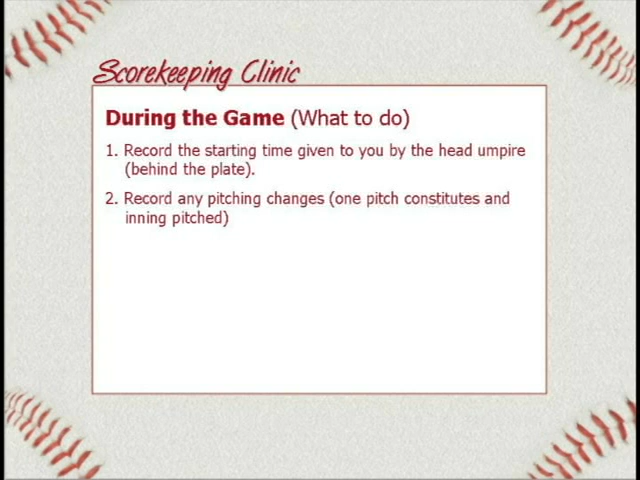 Scorekeeping Clinic
During the Game (What to do)
1. Record the starting time given to you by the head umpire
(behind the plate).
2. Record any pitching changes (one pitch constitutes and
inning pitched)